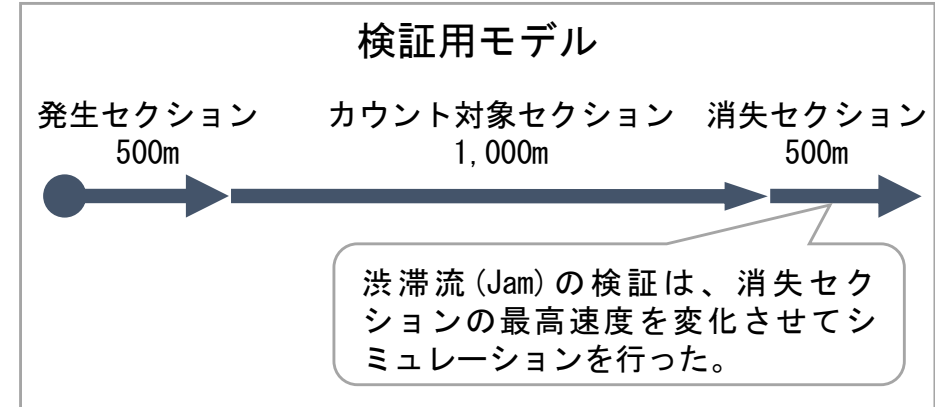 検証用モデル
発生セクション カウント対象セクション 消失セクション
500m 1,000m 500m
渋滞流(Jam)の検証は、消失セク
ションの最高速度を変化させてシ
ミュレーションを行った。